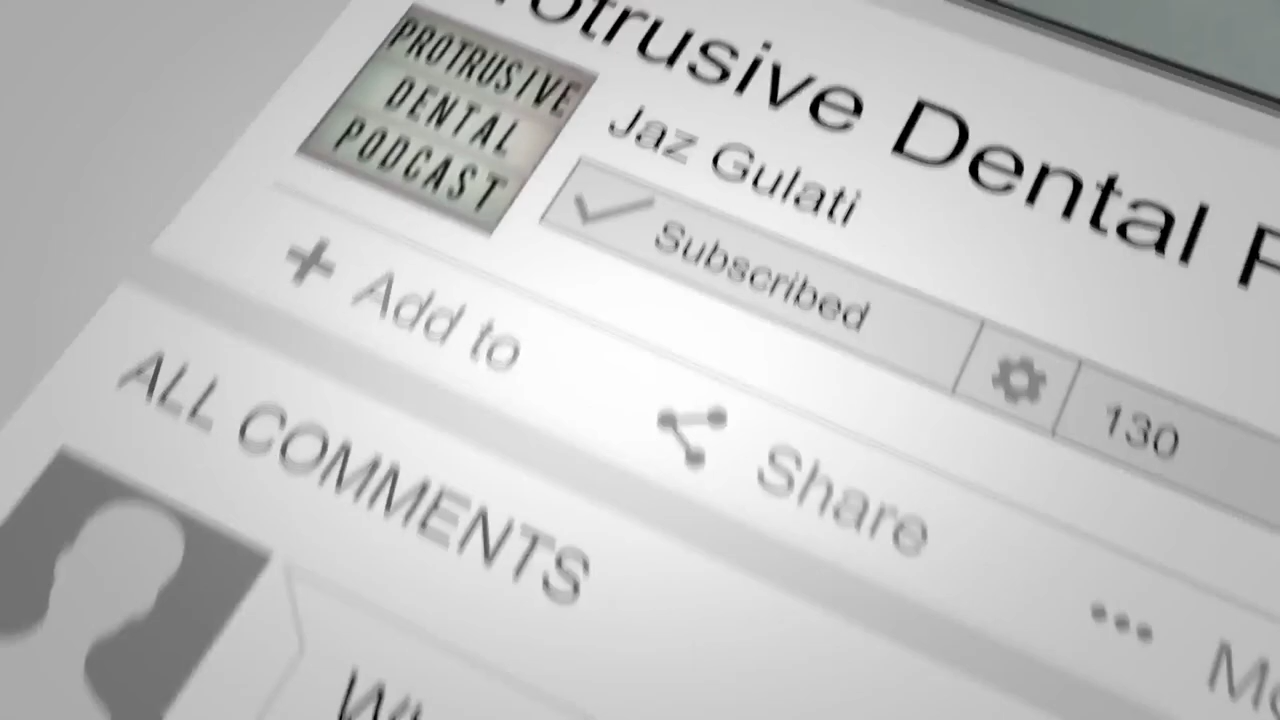 otrusive Dental
PROTRUSIVE
DENTAL
PODCAST
Jaz Gulati
Subscribed
130
Add to
Share
ALL COMMENTS